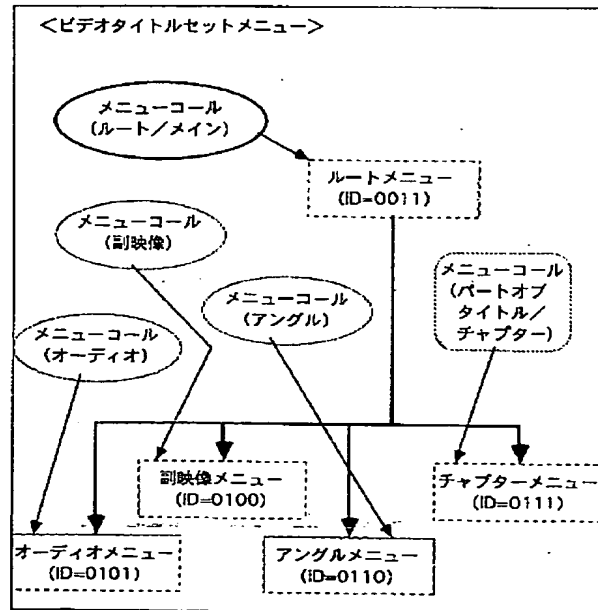 <ビデオタイトルセットメニュー>
メニューコール
(ルート/メイン)
ルートメニュー
(ID=0011)
メニューコール
(副映像)
メニューコール
(アングル)
メニューコール
(パートオブ
タイトル/
チャプター)
メニューコール
(オーディオ)
副映像メニュー
(ID=0100)
チャプターメニュー
(ID=0111)
オーディオメニュー
(ID=0101)
アングルメニュー
(ID=0110)